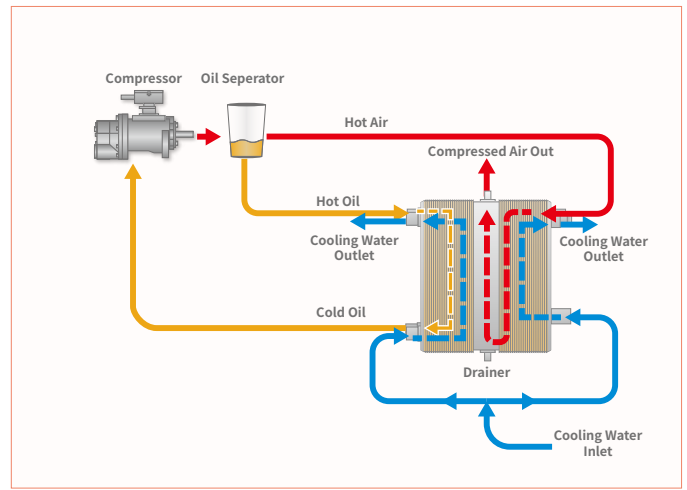 Compressor
Oil Seperator
Hot Air
Compressed Air Out
Hot Oil
Cooling Water
Outlet
Cooling Water
Outlet
Cold Oil
Drainer
Cooling Water
Inlet